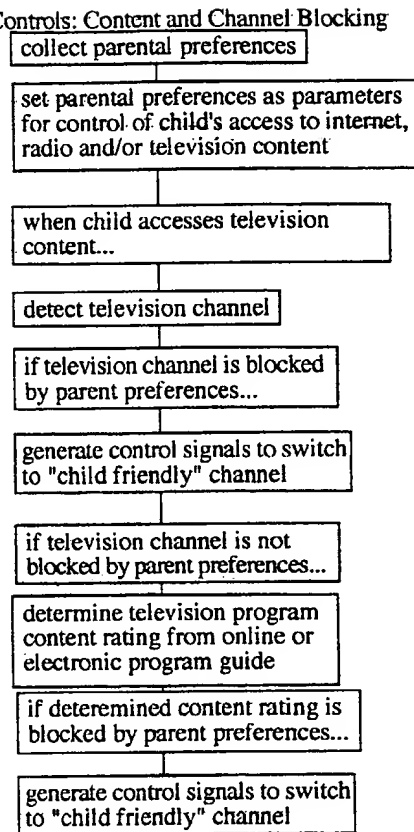 Controls: Content and Channel Blocking
collect parental preferences
set parental preferences as parameters
for control of child's access to internet,
radio and/or television content
when child accesses television
content...
detect television channel
if television channel is blocked
by parent preferences...
generate control signals to switch
to "child friendly" channel
if television channel is not
blocked by parent preferences...
determine television program
content rating from online or
electronic program guide
if deteremined content rating is
blocked by parent preferences...
generate control signals to switch
to "child friendly" channel